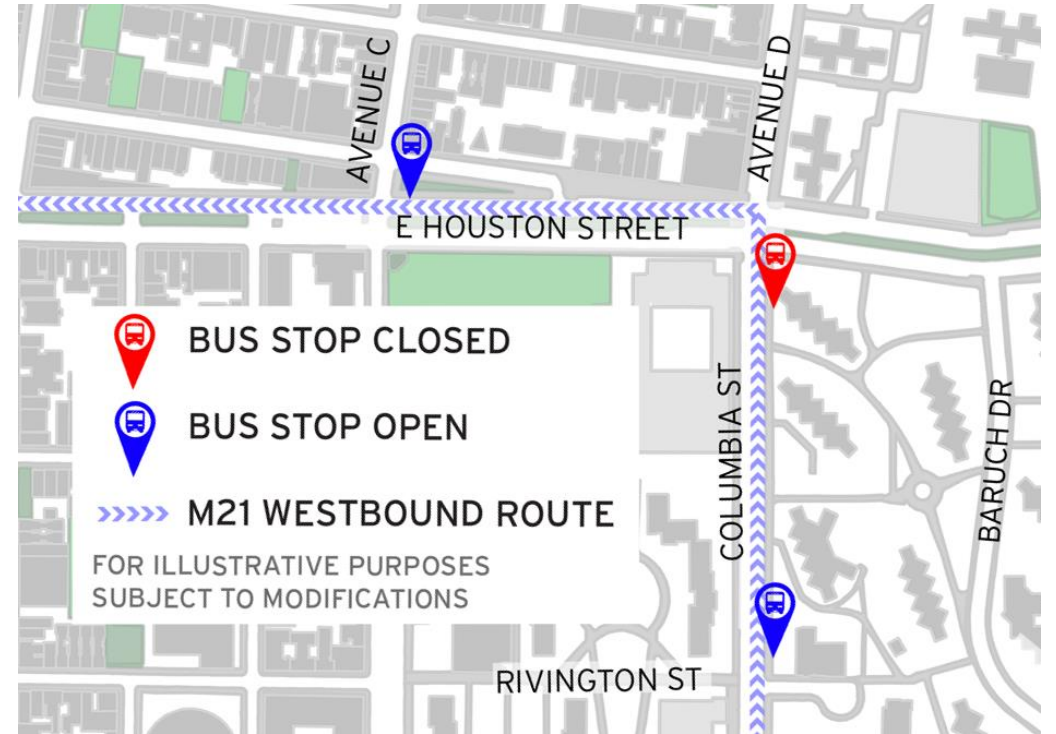 AVENUE C
AVENUE D
E HOUSTON STREET
BUS STOP CLOSED
BUS STOP OPEN
M21 WESTBOUND ROUTE
FOR ILLUSTRATIVE PURPOSES
SUBJECT TO MODIFICATIONS
COLUMBIA ST
BARUCH DR
RIVINGTON ST